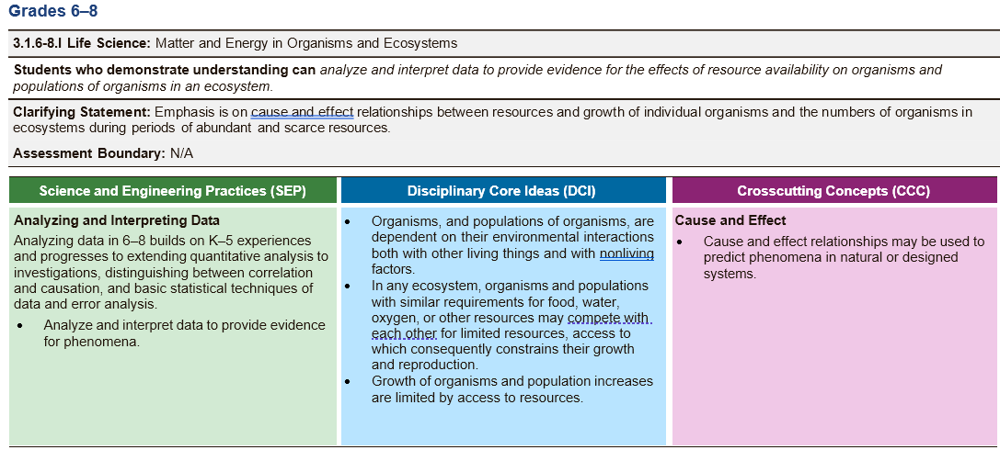 Grades 6–8
3.1.6-8.I Life Science: Matter and Energy in Organisms and Ecosystems
Students who demonstrate understanding can analyze and interpret data to provide evidence for the effects of resource availability on organisms and
populations of organisms in an ecosystem.
Clarifying Statement: Emphasis is on cause and effect relationships between resources and growth of individual organisms and the numbers of organisms in
ecosystems during periods of abundant and scarce resources.
Assessment Boundary: N/A
Science and Engineering Practices (SEP)
Analyzing and Interpreting Data
Analyzing data in 6–8 builds on K–5 experiences
and progresses to extending quantitative analysis to
investigations, distinguishing between correlation
and causation, and basic statistical techniques of
data and error analysis.
• Analyze and interpret data to provide evidence
for phenomena.
Disciplinary Core Ideas (DCI)
• Organisms, and populations of organisms, are
dependent on their environmental interactions
both with other living things and with nonliving
factors.
• In any ecosystem, organisms and populations
with similar requirements for food, water,
oxygen, or other resources may compete with
each other for limited resources, access to
which consequently constrains their growth
and reproduction.
• Growth of organisms and population increases
are limited by access to resources.
Crosscutting Concepts (CCC)
Cause and Effect
• Cause and effect relationships may be used to
predict phenomena in natural or designed
systems.